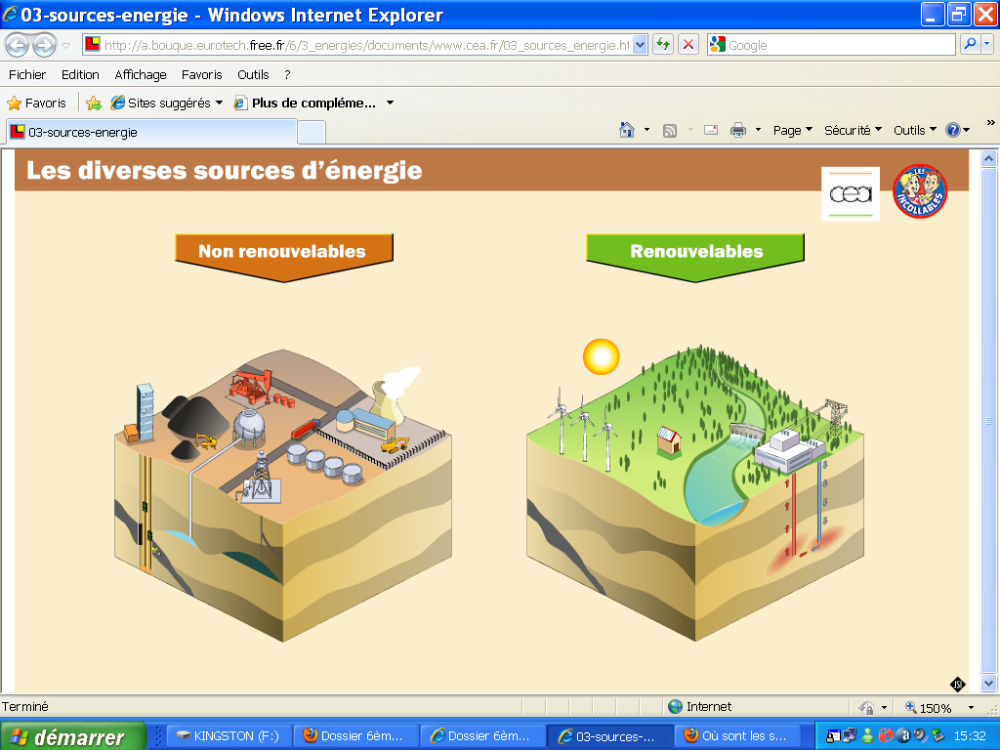 03-sources-energie - Windows Internet Explorer
http://a.bouque.eurotech.free.fr/6/3_energies/documents/www.cea.fr/03_sources_energie.ht
Google
Fichier Edition Affichage Favoris Outils ?
Favoris Sites suggérés Plus de compléme...
03-sources-energie
Page Sécurité Outils
Les diverses sources d'énergie
cea
LES INCOLLABLES
Non renouvelables
Renouvelables
Terminé
Internet
150%
démarrer
KINGSTON (F:)
Dossier 6èm...
Dossier 6èm...
03-sources-...
Où sont les s...
15:32